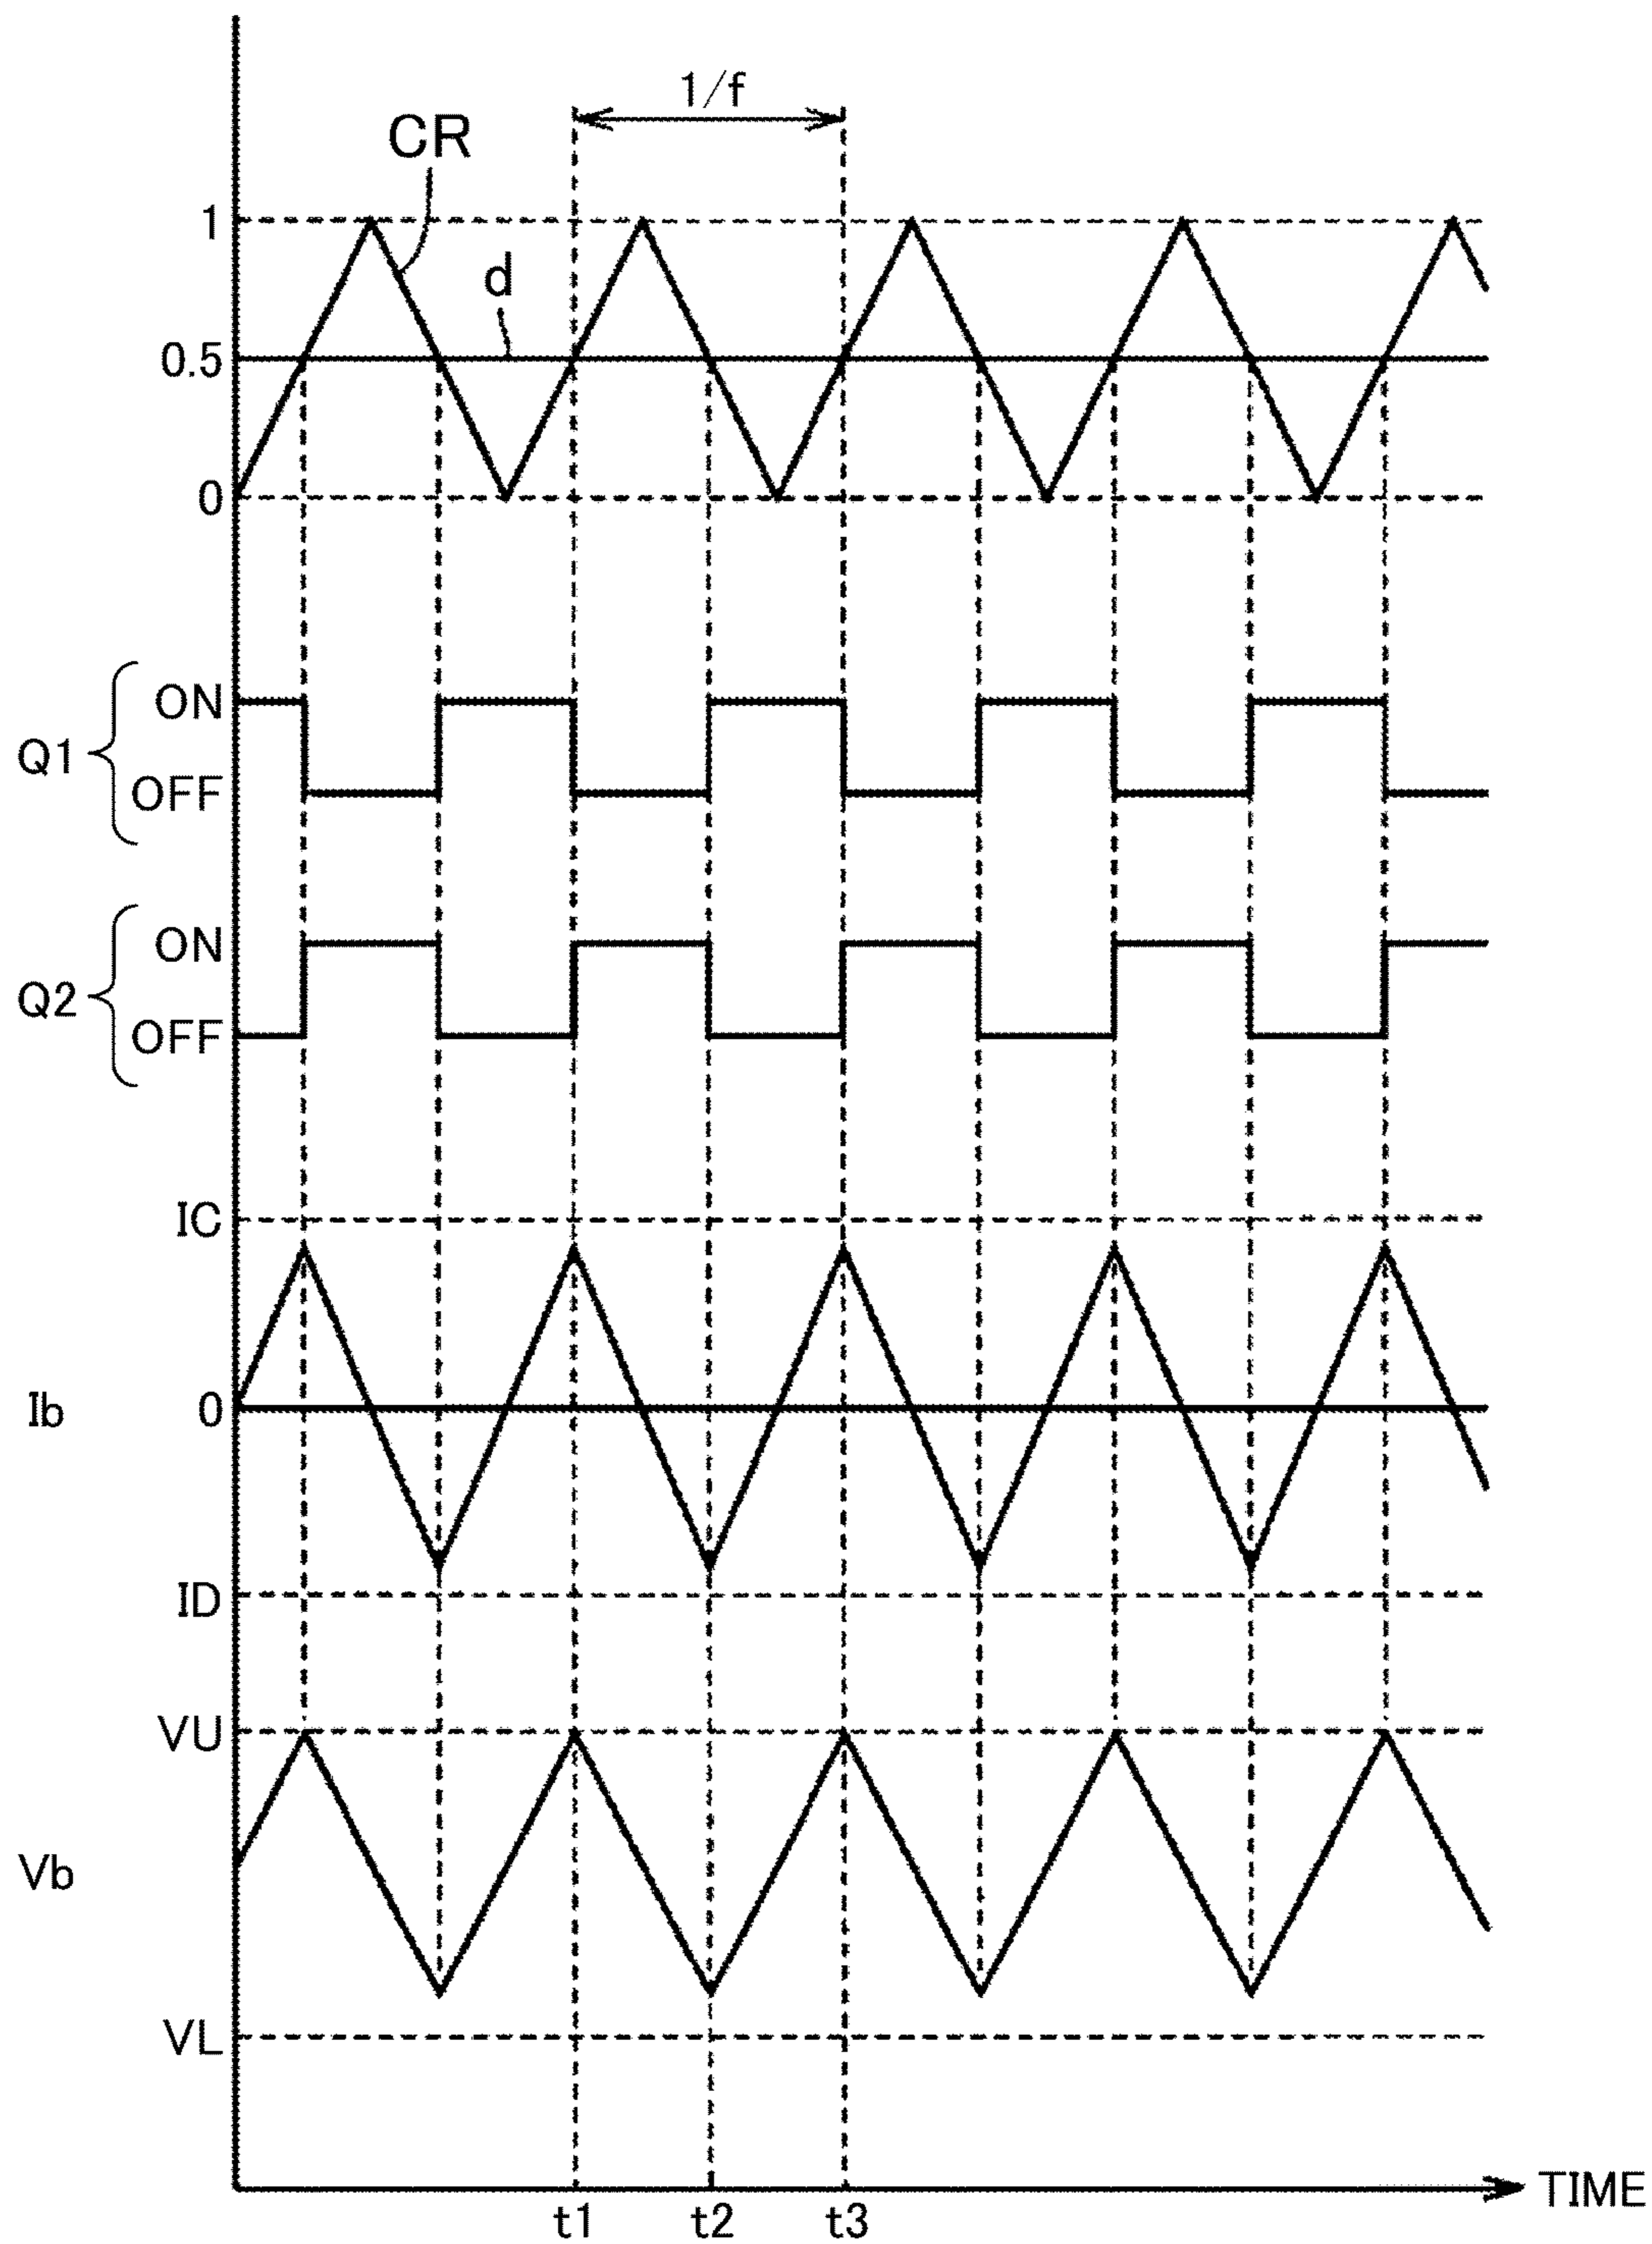 1/f
CR
1
d
0.5
0
ON
Q1
OFF
ON
Q2
OFF
IC
Ib
0
ID
VU
Vb
VL
TIME
t1
t2
t3